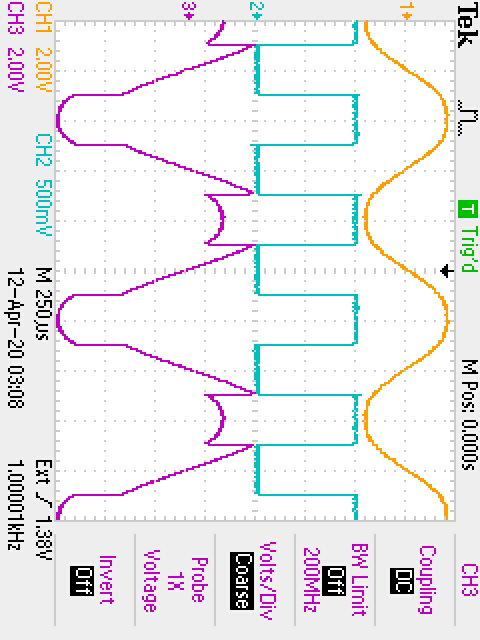 Tek T Trig'd M Pos: 0.000s CH3
Coupling
DC
BW Limit
Off
200MHz
Volts/Div
Coarse
Probe
1X
Voltage
Invert
Off
1
2
3
CH1 2.00V CH2 500mV M 250µs Ext 1.38V
CH3 2.00V 12-Apr-20 03:08 1.00001kHz